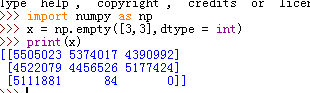 Type "help", "copyright", "credits" or "licen
>>> import numpy as np
>>> x = np.empty([3,3],dtype = int)
>>> print(x)
[[5505023 5374017 4390992]
 [4522079 4456526 5177424]
 [5111881      84       0]]
>>>